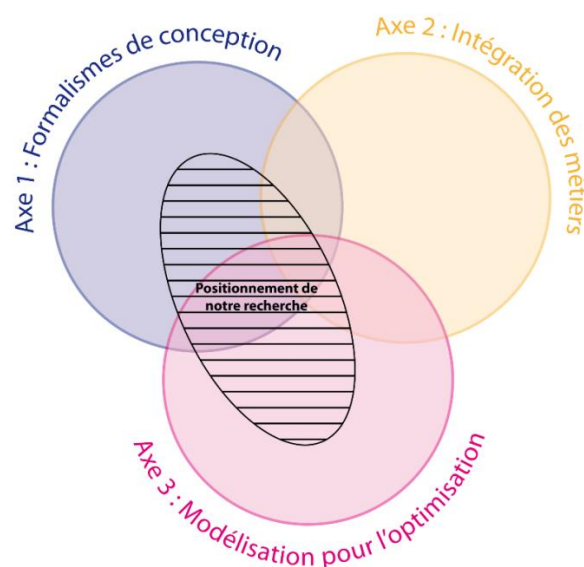 Axe 1 : Formalismes de conception
Axe 2 : Intégration des métiers
Positionnement de
notre recherche
Axe 3 : Modélisation pour l'optimisation